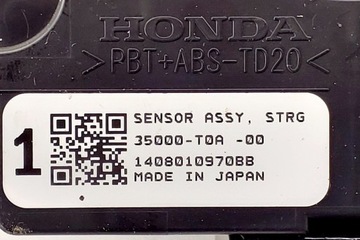 HONDA
>PBT+ABS-TD20<
1
SENSOR ASSY, STRG
35000-T0A -00
1408010970BB
MADE IN JAPAN